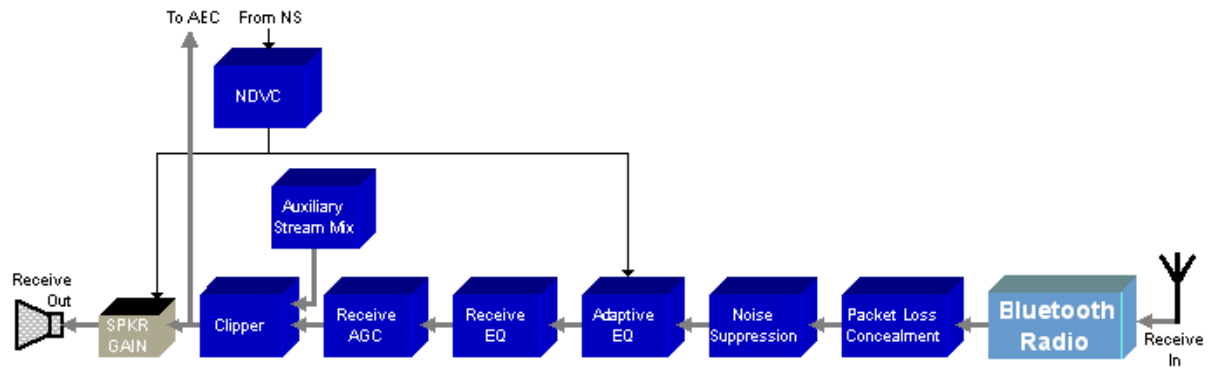 To AEC
From NS
NDVC
Auxiliary
Stream Mix
Receive
Out
SPKR
GAIN
Clipper
Receive
AGC
Receive
EQ
Adaptive
EQ
Noise
Suppression
Packet Loss
Concealment
Bluetooth
Radio
Receive
In